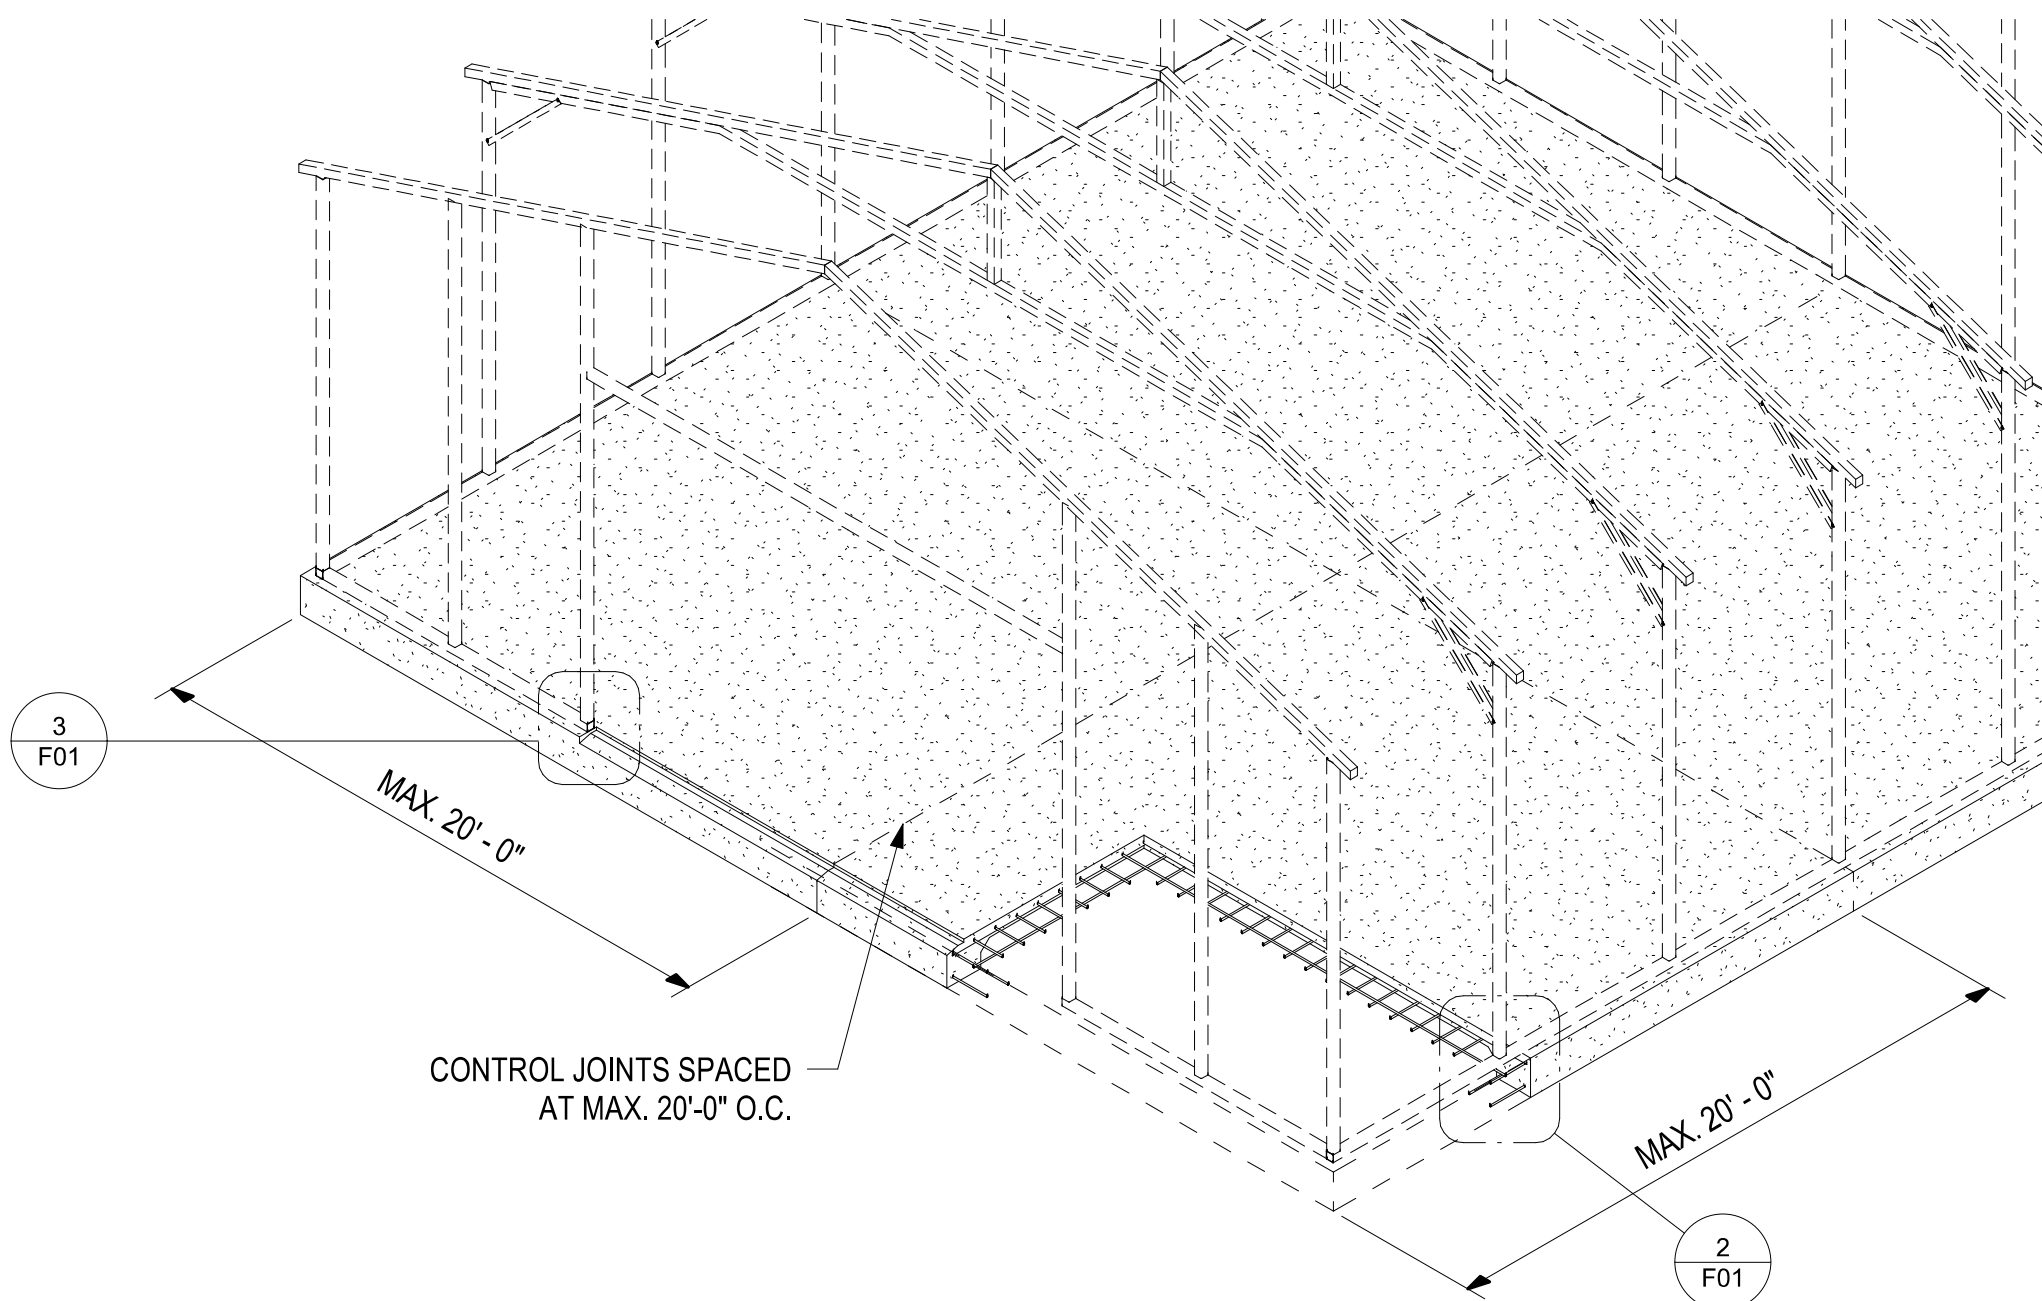 3
F01
MAX. 20' - 0"
CONTROL JOINTS SPACED
AT MAX. 20'-0" O.C.
MAX. 20' - 0"
2
F01